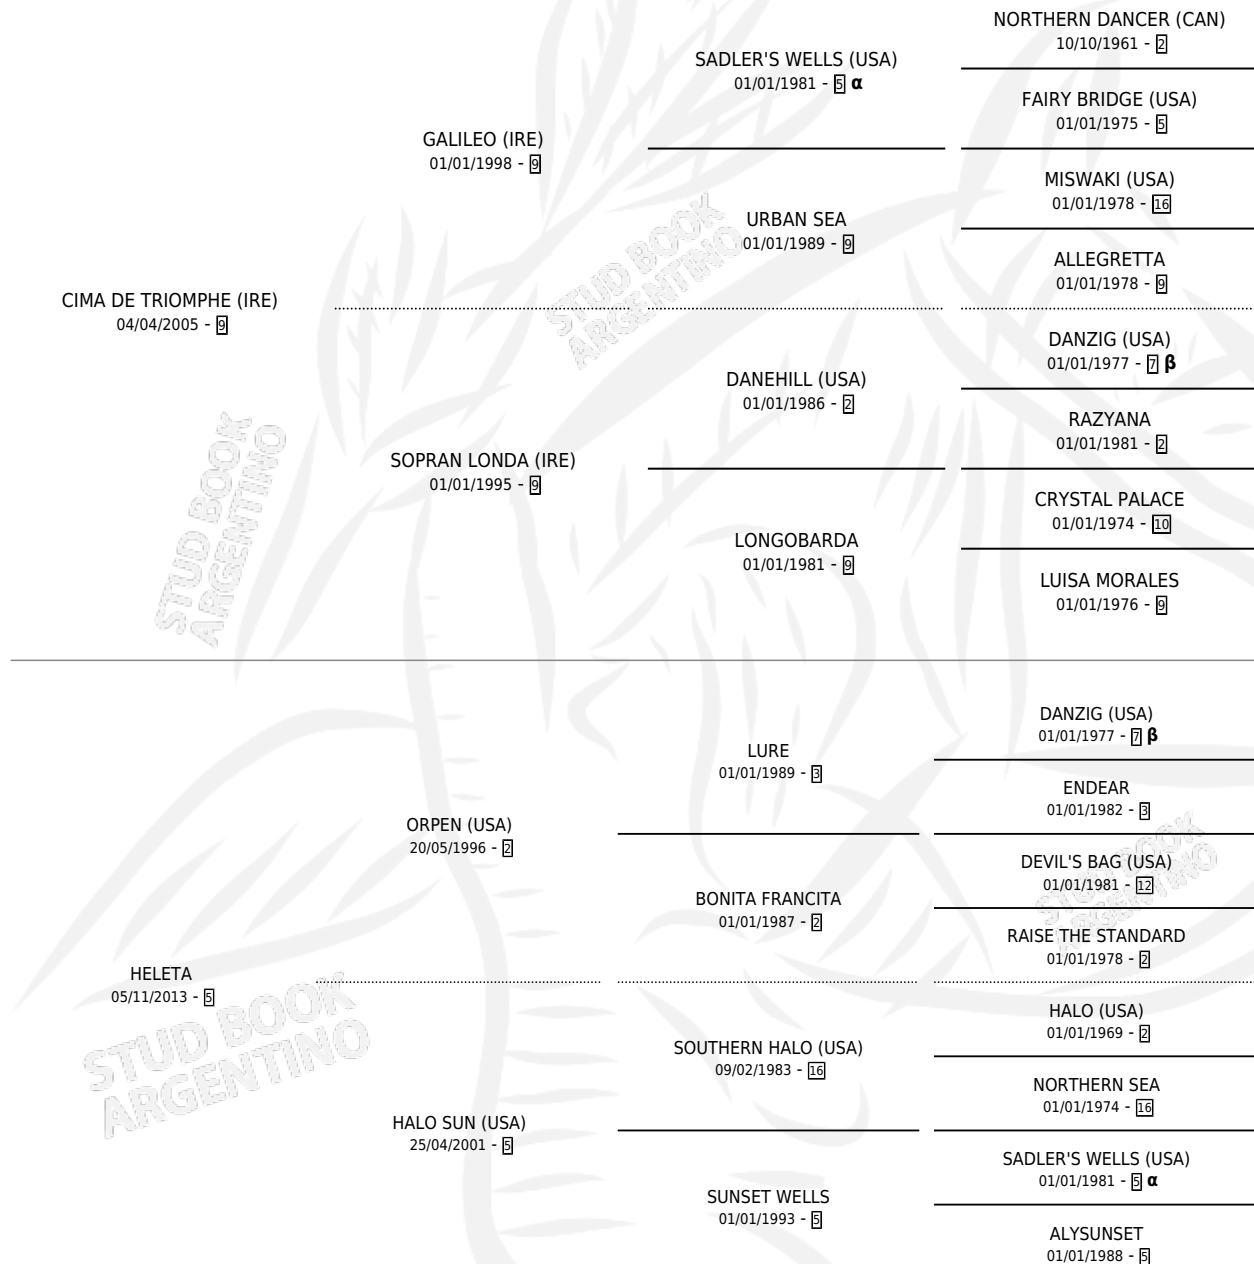 NORTHERN DANCER (CAN)
10/10/1961 - 2
SADLER'S WELLS (USA)
01/01/1981 - 5 α
FAIRY BRIDGE (USA)
01/01/1975 - 5
GALILEO (IRE)
01/01/1998 - 9
MISWAKI (USA)
01/01/1978 - 16
URBAN SEA
01/01/1989 - 9
ALLEGRETTA
01/01/1978 - 9
CIMA DE TRIOMPHE (IRE)
04/04/2005 - 9
DANZIG (USA)
01/01/1977 - 7 β
DANEHILL (USA)
01/01/1986 - 2
RAZYANA
01/01/1981 - 2
SOPRAN LONDA (IRE)
01/01/1995 - 9
CRYSTAL PALACE
01/01/1974 - 10
LONGOBARDA
01/01/1981 - 9
LUISA MORALES
01/01/1976 - 9
DANZIG (USA)
01/01/1977 - 7 β
LURE
01/01/1989 - 3
ENDEAR
01/01/1982 - 3
ORPEN (USA)
20/05/1996 - 2
DEVIL'S BAG (USA)
01/01/1981 - 12
BONITA FRANCITA
01/01/1987 - 2
RAISE THE STANDARD
01/01/1978 - 2
HELETA
05/11/2013 - 5
HALO (USA)
01/01/1969 - 2
SOUTHERN HALO (USA)
09/02/1983 - 16
NORTHERN SEA
01/01/1974 - 16
HALO SUN (USA)
25/04/2001 - 5
SADLER'S WELLS (USA)
01/01/1981 - 5 α
SUNSET WELLS
01/01/1993 - 5
ALYSUNSET
01/01/1988 - 5
STUD BOOK
ARGENTINO
STUD BOOK
ARGENTINO
STUD BOOK
ARGENTINO
STUD BOOK
ARGENTINO